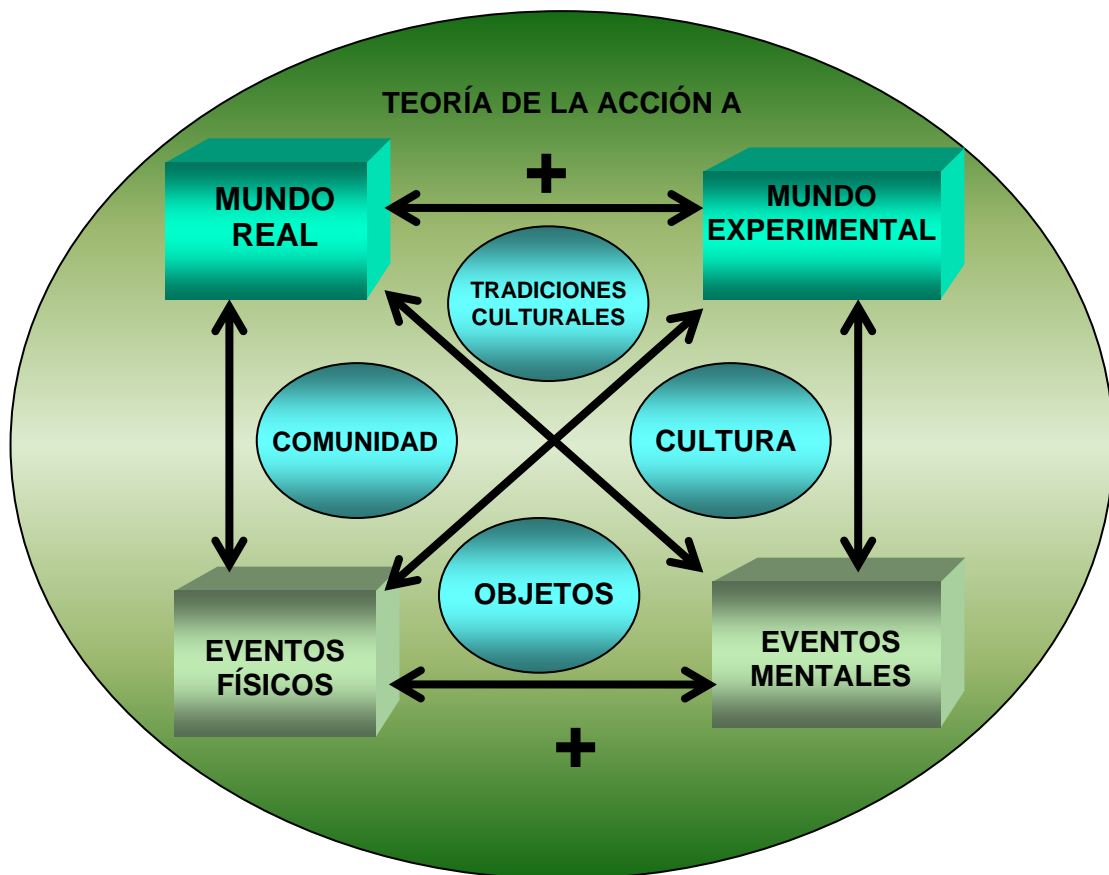 TEORÍA DE LA ACCIÓN A
+
MUNDO
REAL
MUNDO
EXPERIMENTAL
TRADICIONES
CULTURALES
COMUNIDAD
CULTURA
OBJETOS
EVENTOS
FÍSICOS
EVENTOS
MENTALES
+